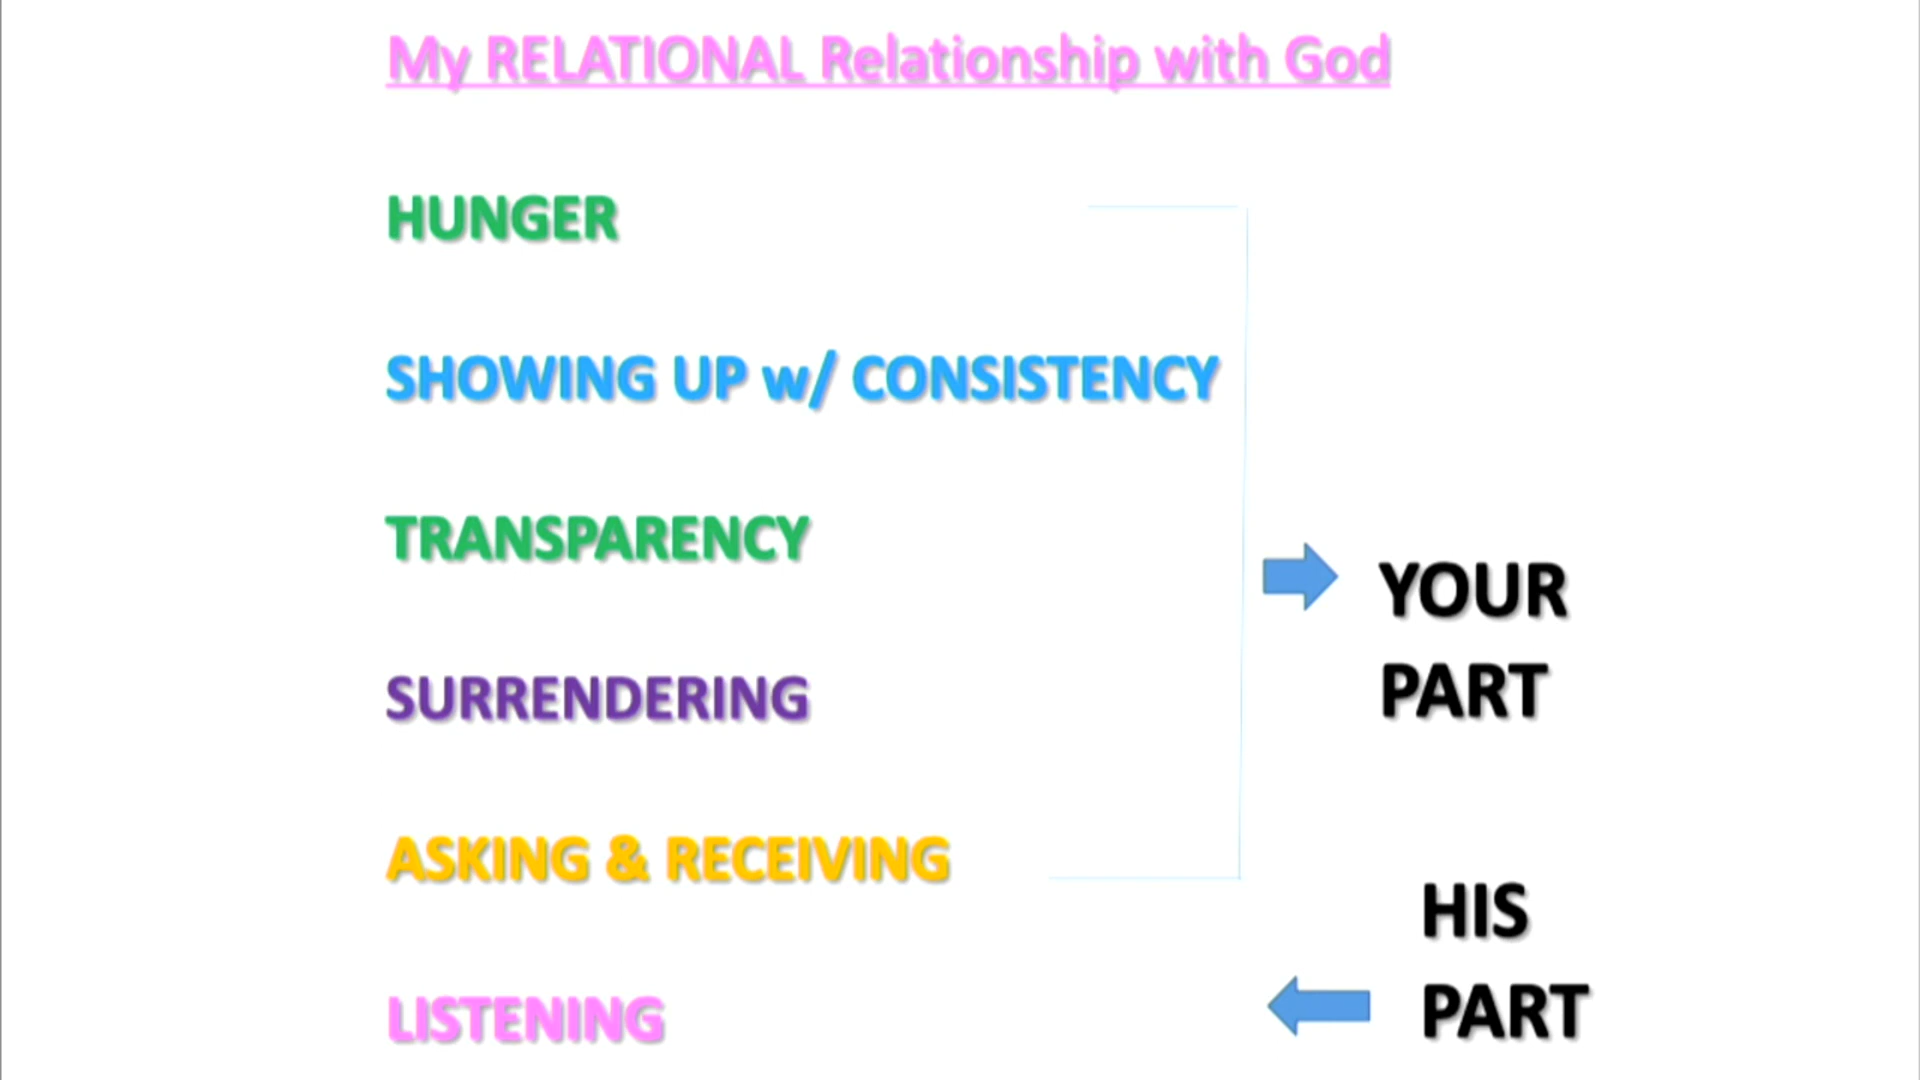 My RELATIONAL Relationship with God
HUNGER
SHOWING UP w/ CONSISTENCY
TRANSPARENCY
YOUR
PART
SURRENDERING
ASKING & RECEIVING
HIS
PART
LISTENING